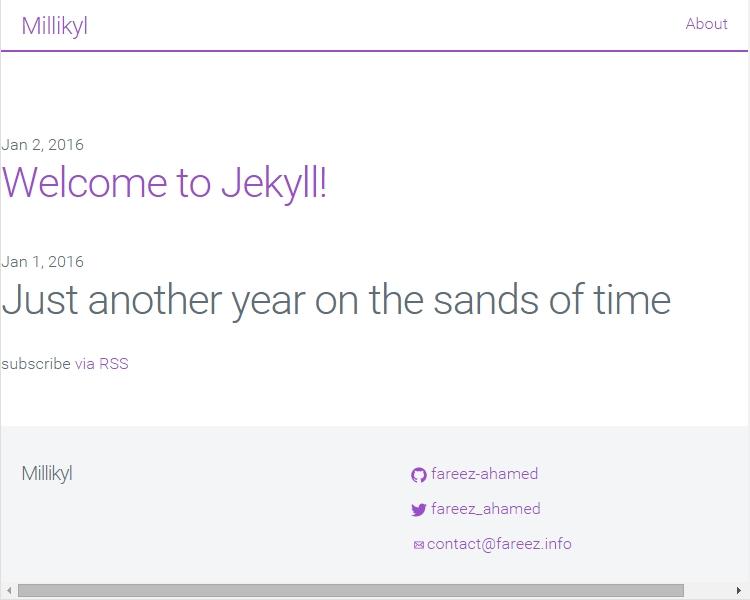 Millikyl
About
Jan 2, 2016
Welcome to Jekyll!
Jan 1, 2016
Just another year on the sands of time
subscribe via RSS
Millikyl
fareez-ahamed
fareez_ahamed
contact@fareez.info